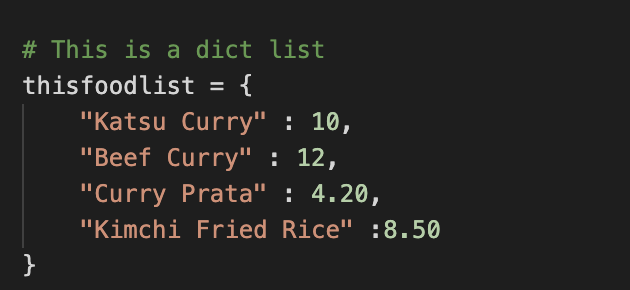 # This is a dict list
thisfoodlist = {
    "Katsu Curry" : 10,
    "Beef Curry" : 12,
    "Curry Prata" : 4.20,
    "Kimchi Fried Rice" :8.50
}